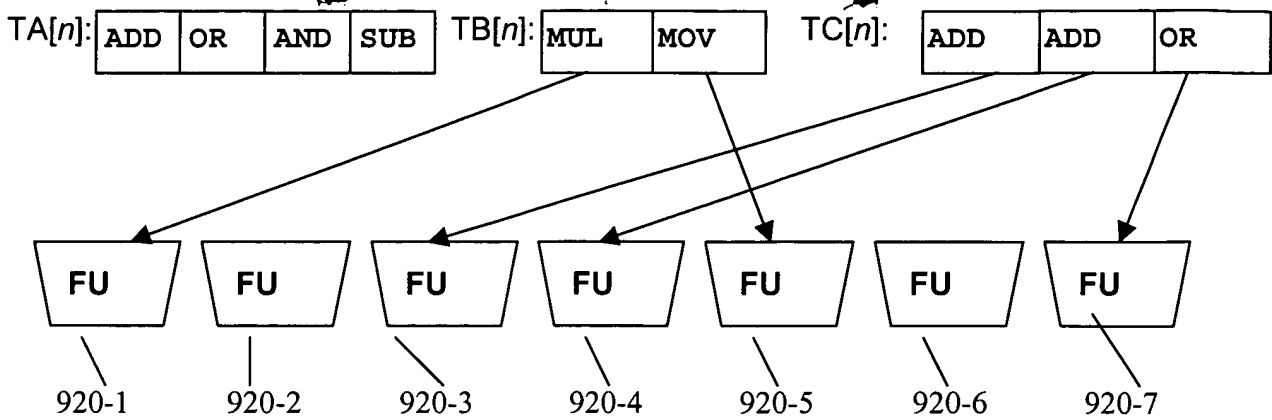 TA[n]: ADD OR AND SUB TB[n]: MUL MOV TC[n]: ADD ADD OR
FU FU FU FU FU FU FU
920-1 920-2 920-3 920-4 920-5 920-6 920-7